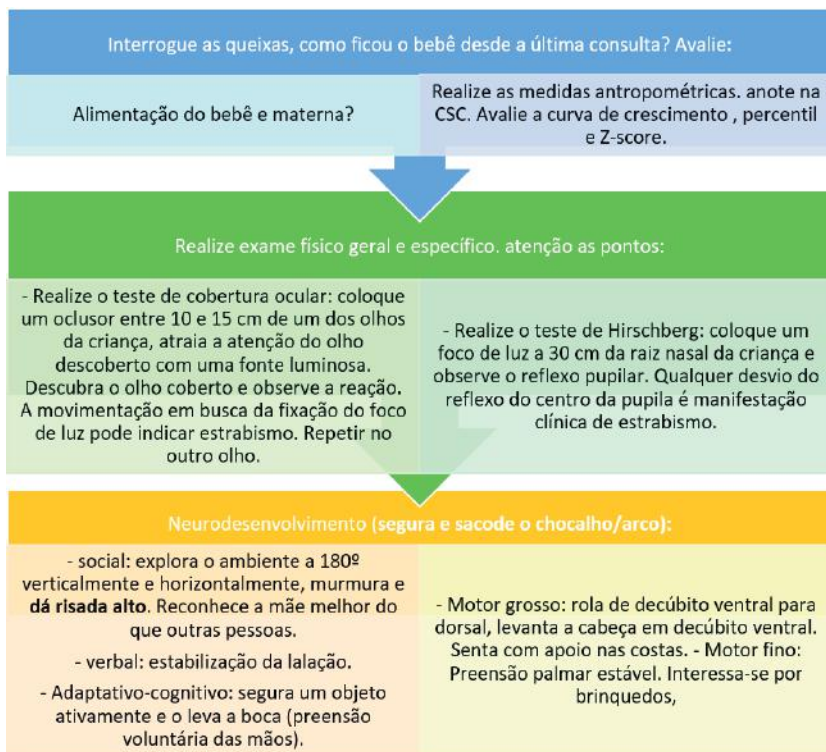 Interrogue as queixas, como ficou o bebê desde a última consulta? Avalie:
Alimentação do bebê e materna?
Realize as medidas antropométricas. anote na
CSC. Avalie a curva de crescimento , percentil
e Z-score.
Realize exame físico geral e específico. atenção as pontos:
- Realize o teste de cobertura ocular: coloque
um oclusor entre 10 e 15 cm de um dos olhos
da criança, atraia a atenção do olho
descoberto com uma fonte luminosa.
Descubra o olho coberto e observe a reação.
A movimentação em busca da fixação do foco
de luz pode indicar estrabismo. Repetir no
outro olho.
- Realize o teste de Hirschberg: coloque um
foco de luz a 30 cm da raiz nasal da criança e
observe o reflexo pupilar. Qualquer desvio do
reflexo do centro da pupila é manifestação
clínica de estrabismo.
Neurodesenvolvimento (segura e sacode o chocalho/arco):
- social: explora o ambiente a 180º
verticalmente e horizontalmente, murmura e
dá risada alto. Reconhece a mãe melhor do
que outras pessoas.
- verbal: estabilização da lalação.
- Adaptativo-cognitivo: segura um objeto
ativamente e o leva a boca (preensão
voluntária das mãos).
- Motor grosso: rola de decúbito ventral para
dorsal, levanta a cabeça em decúbito ventral.
Senta com apoio nas costas. - Motor fino:
Preensão palmar estável. Interessa-se por
brinquedos,